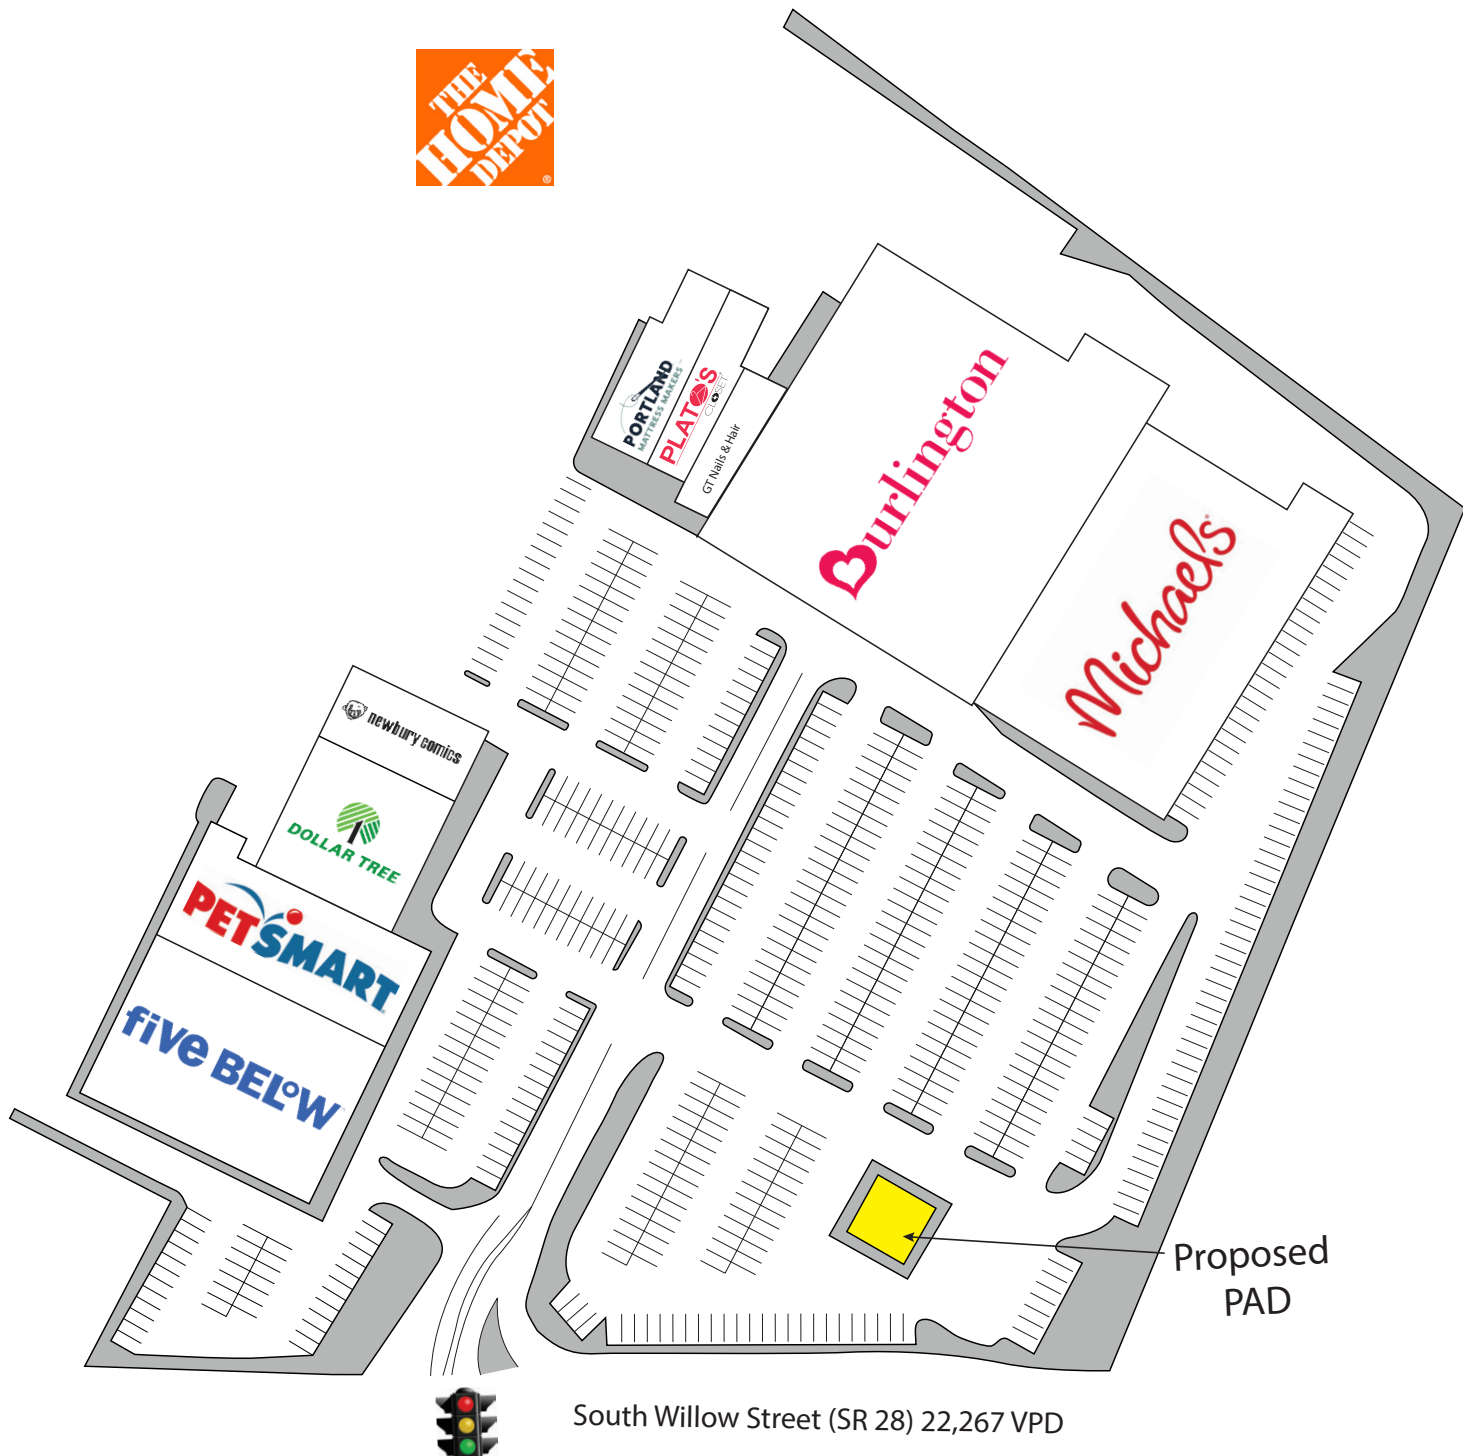 THE
HOME
DEPOT
®
PORTLAND
MATTRESS MAKERS™
PLATO'S
CLOSET®
GT Nails & Hair
Burlington
Michaels®
newbury comics
DOLLAR TREE
PETSMART
five BELOW
Proposed
PAD
South Willow Street (SR 28) 22,267 VPD